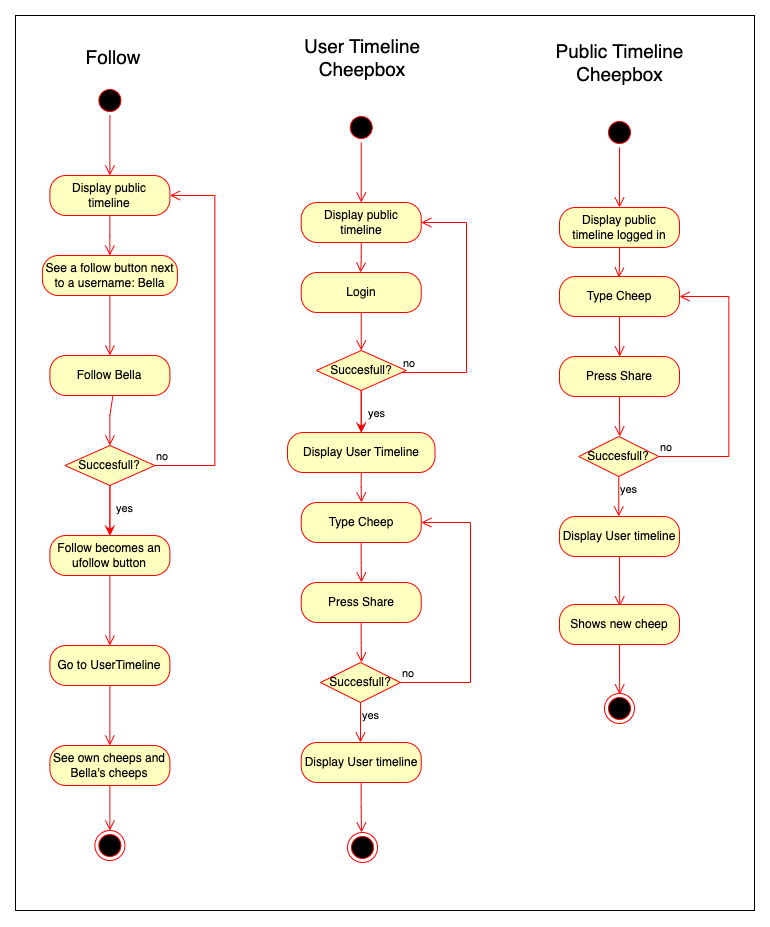 Follow
Display public
timeline
See a follow button next
to a username: Bella
Follow Bella
Succesfull?
no
yes
Follow becomes an
ufollow button
Go to UserTimeline
See own cheeps and
Bella's cheeps
User Timeline
Cheepbox
Display public
timeline
Login
Succesfull?
no
yes
Display User Timeline
Type Cheep
Press Share
Succesfull?
no
yes
Display User timeline
Public Timeline
Cheepbox
Display public
timeline logged in
Type Cheep
Press Share
Succesfull?
no
yes
Display User timeline
Shows new cheep